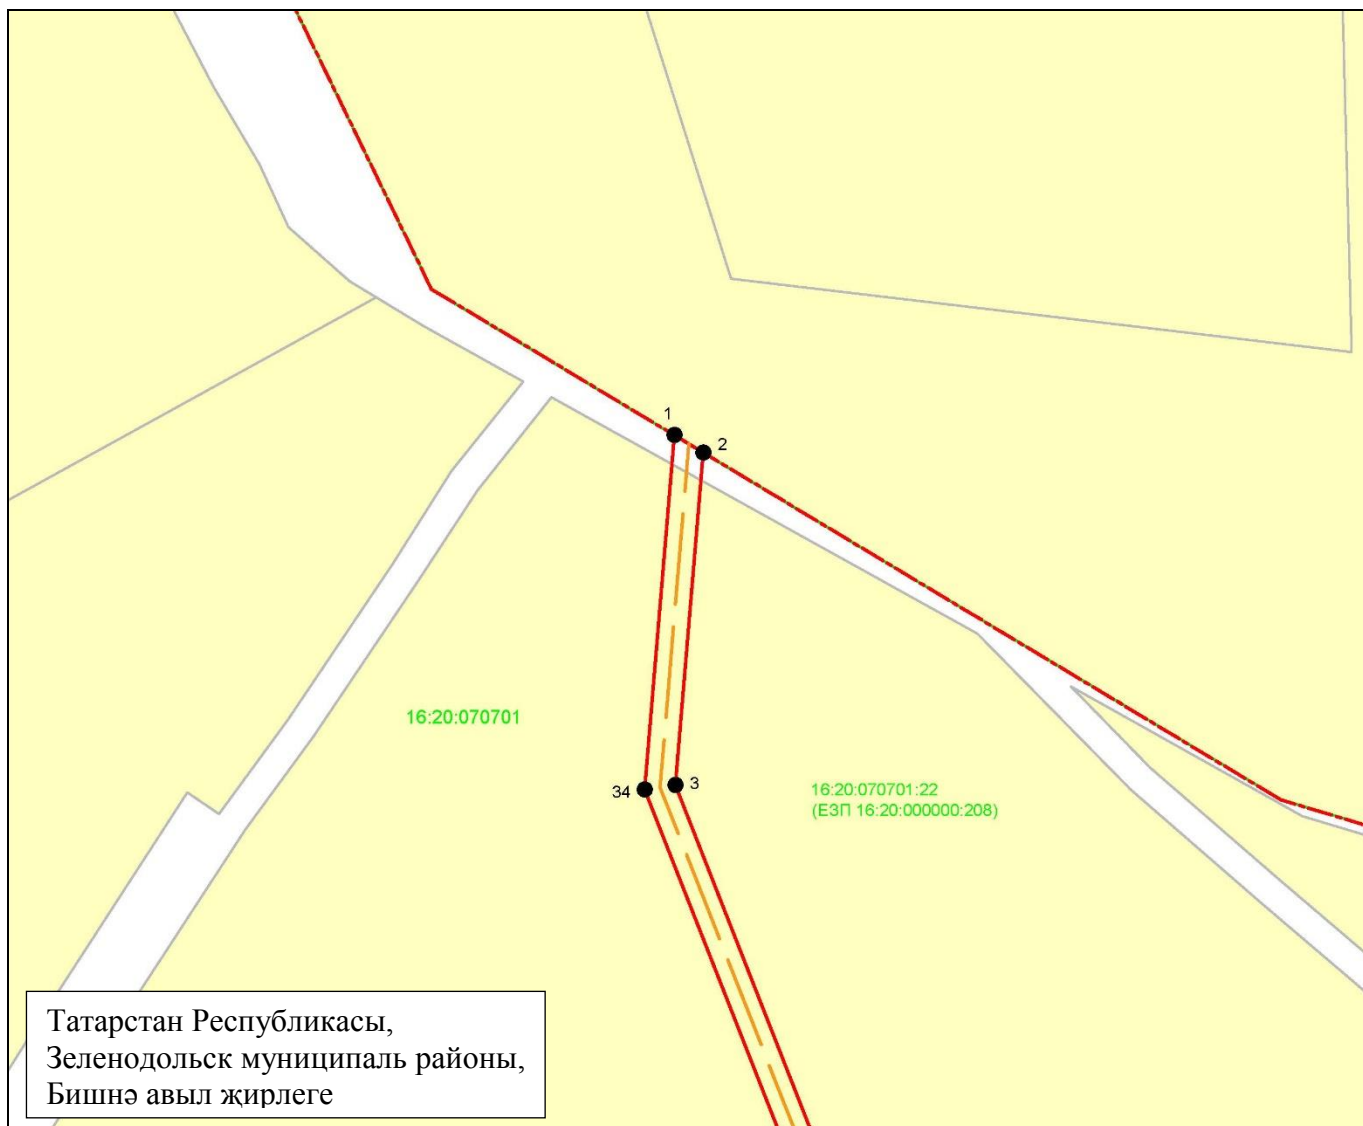 1
2
16:20:070701
34
3
16:20:070701:22
(ЕЗП 16:20:000000:208)
Татарстан Республикасы,
Зеленодольск муниципаль районы,
Бишнә авыл җирлеге